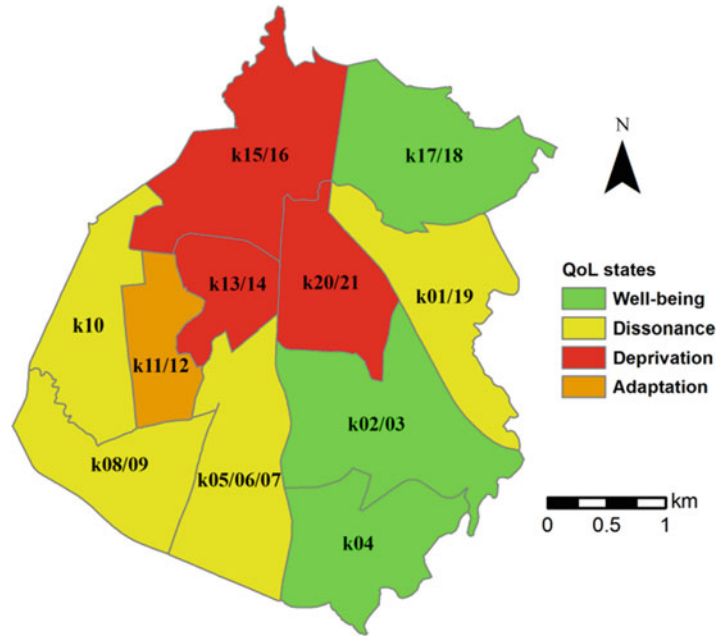 k15/16
k17/18
N
k13/14
k20/21
k01/19
k10
k11/12
k02/03
k08/09
k05/06/07
k04
QoL states
Well-being
Dissonance
Deprivation
Adaptation
km
0 0.5 1